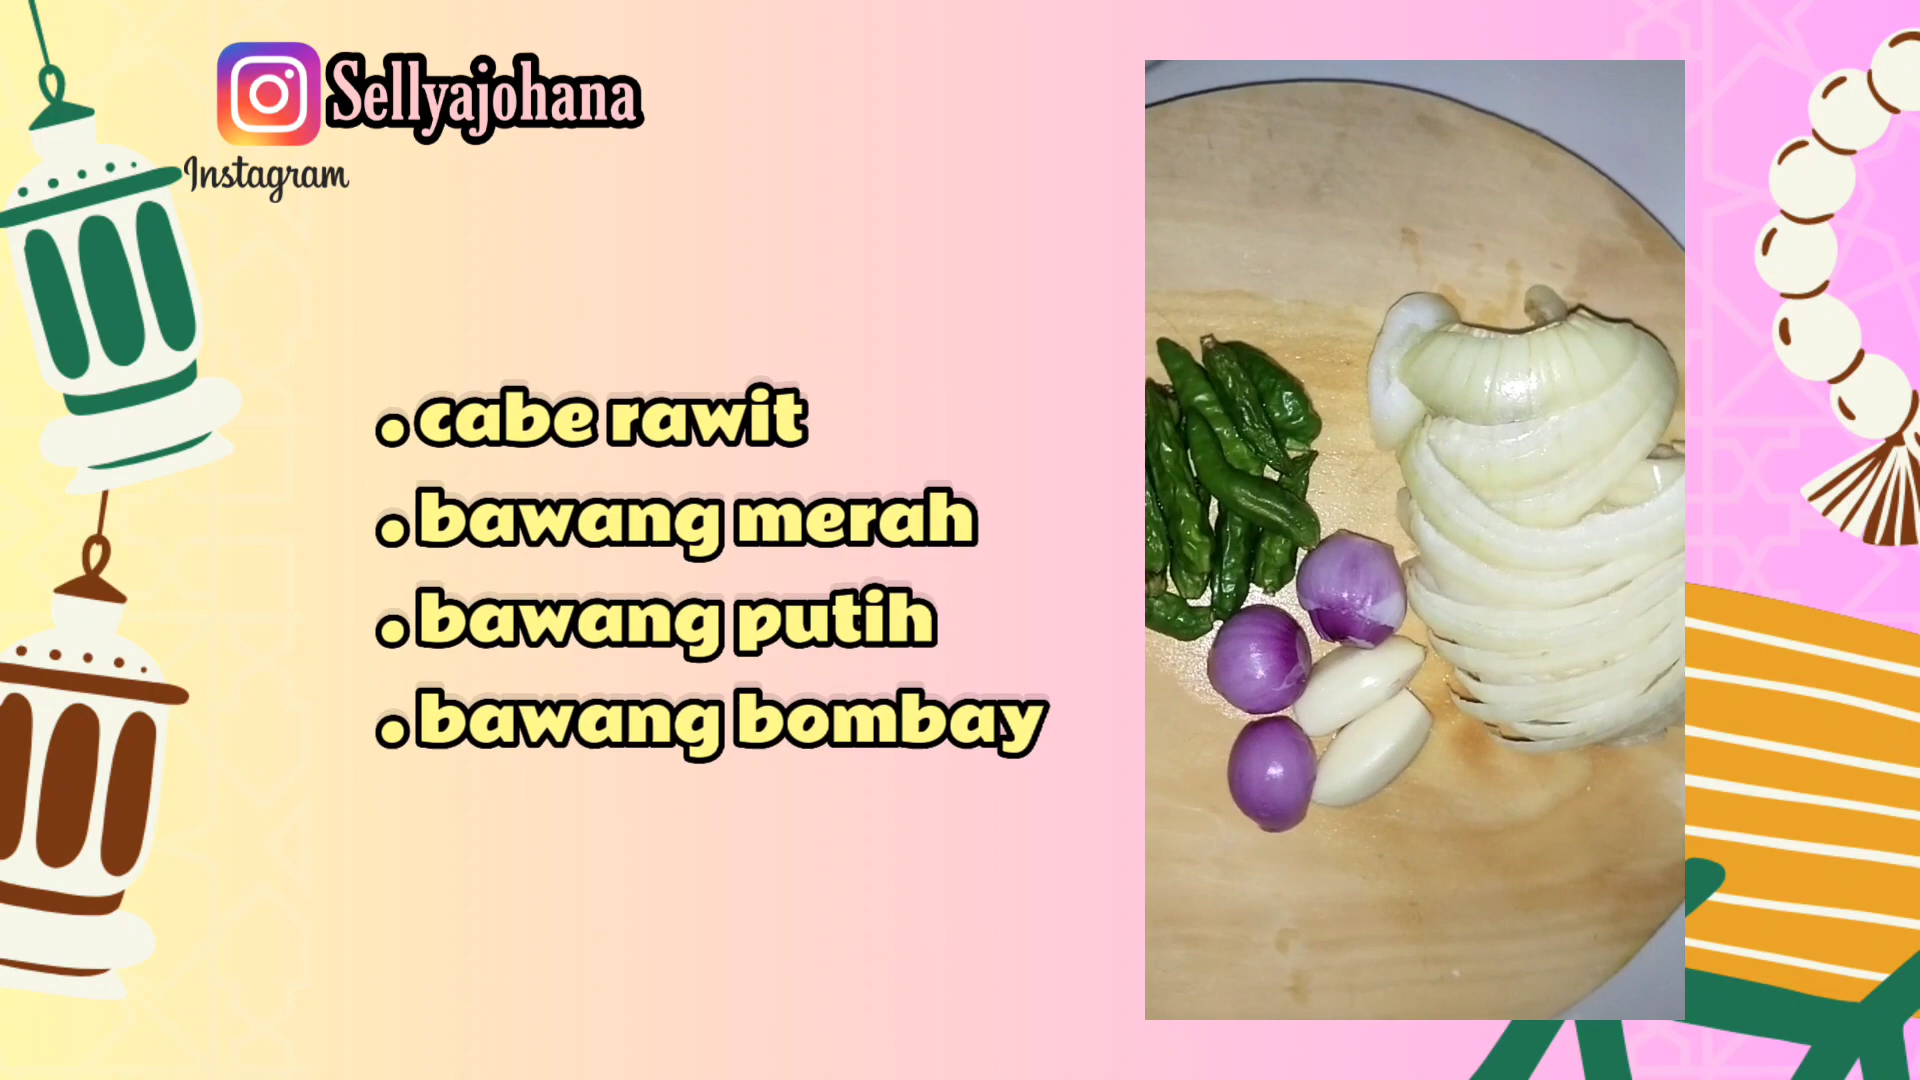 Sellyajohana
Instagram
• cabe rawit
• bawang merah
• bawang putih
• bawang bombay